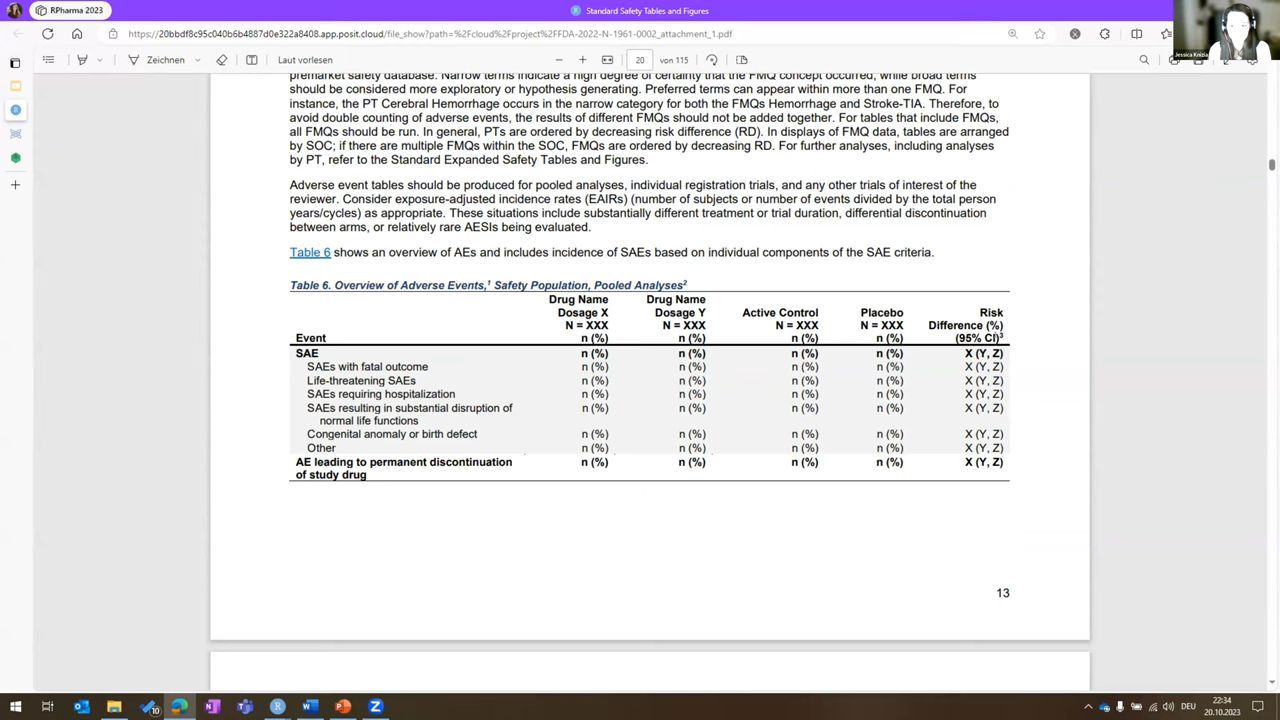 RPharma 2023
Standard Safety Tables and Figures
https://20bbdf8c95c040b6b4887d0e322a8408.app.posit.cloud/file_show?path=%2Fcloud%2Fproject%2FFDA-2022-N-1961-0002_attachment_1.pdf
Zeichnen
Laut vorlesen
20
von 115
Jessica Knizia
premarket safety database. Narrow terms indicate a high degree of certainty that the FMQ concept occurred, while broad terms
should be considered more exploratory or hypothesis generating. Preferred terms can appear within more than one FMQ. For
instance, the PT Cerebral Hemorrhage occurs in the narrow category for both the FMQs Hemorrhage and Stroke-TIA. Therefore, to
avoid double counting of adverse events, the results of different FMQs should not be added together. For tables that include FMQs,
all FMQs should be run. In general, PTs are ordered by decreasing risk difference (RD). In displays of FMQ data, tables are arranged
by SOC; if there are multiple FMQs within the SOC, FMQs are ordered by decreasing RD. For further analyses, including analyses
by PT, refer to the Standard Expanded Safety Tables and Figures.
Adverse event tables should be produced for pooled analyses, individual registration trials, and any other trials of interest of the
reviewer. Consider exposure-adjusted incidence rates (EAIRs) (number of subjects or number of events divided by the total person
years/cycles) as appropriate. These situations include substantially different treatment or trial duration, differential discontinuation
between arms, or relatively rare AESIs being evaluated.
Table 6 shows an overview of AEs and includes incidence of SAEs based on individual components of the SAE criteria.
Table 6. Overview of Adverse Events,¹ Safety Population, Pooled Analyses²
Drug Name Drug Name
Dosage X Dosage Y Active Control Placebo Risk
N = XXX N = XXX N = XXX N = XXX Difference (%)
Event n (%) n (%) n (%) n (%) (95% CI)³
SAE n (%) n (%) n (%) n (%) X (Y, Z)
SAEs with fatal outcome n (%) n (%) n (%) n (%) X (Y, Z)
Life-threatening SAEs n (%) n (%) n (%) n (%) X (Y, Z)
SAEs requiring hospitalization n (%) n (%) n (%) n (%) X (Y, Z)
SAEs resulting in substantial disruption of n (%) n (%) n (%) n (%) X (Y, Z)
normal life functions
Congenital anomaly or birth defect n (%) n (%) n (%) n (%) X (Y, Z)
Other n (%) n (%) n (%) n (%) X (Y, Z)
AE leading to permanent discontinuation n (%) n (%) n (%) n (%) X (Y, Z)
of study drug
13
10
DEU
22:34
20.10.2023